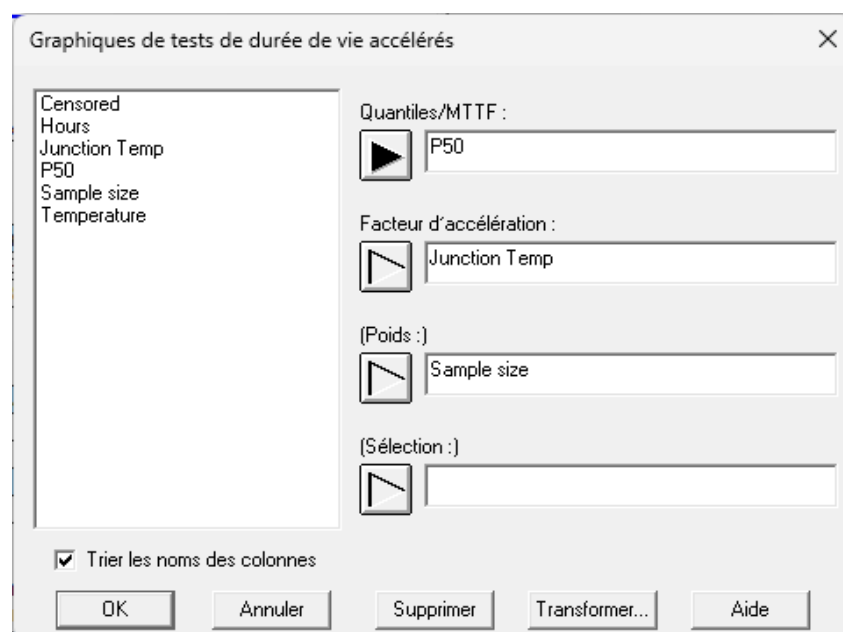 Graphiques de tests de durée de vie accélérés
Censored
Hours
Junction Temp
P50
Sample size
Temperature
Quantiles/MTTF :
P50
Facteur d´accélération :
Junction Temp
(Poids :)
Sample size
(Sélection :)
Trier les noms des colonnes
OK
Annuler
Supprimer
Transformer...
Aide